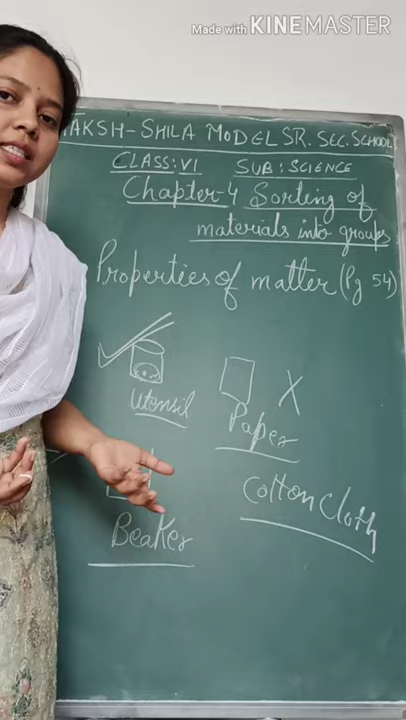 Made with KINEMASTER
TAKSH-SHILA MODEL SR. SEC. SCHOOL
CLASS: VI SUB: SCIENCE
Chapter-4 Sorting of
materials into groups
Properties of matter (Pg 54)
Utensil
Paper
Cotton Cloth
Beaker